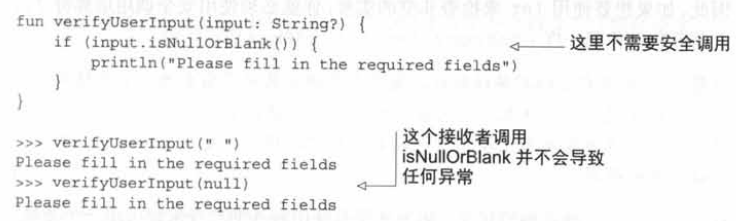 fun verifyUserInput(input: String?) {
if (input.isNullOrBlank()) {
这里不需要安全调用
println("Please fill in the required fields")
}
}
>>> verifyUserInput(" ")
Please fill in the required fields
>>> verifyUserInput(null)
Please fill in the required fields
这个接收者调用
isNullOrBlank 并不会导致
任何异常